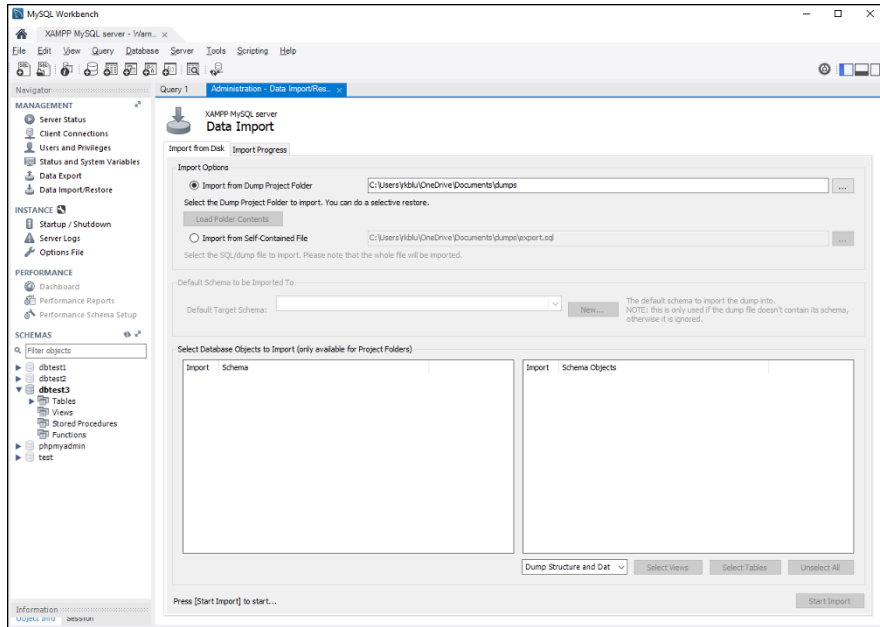 MySQL Workbench
XAMPP MySQL server - Warn...
File Edit View Query Database Server Tools Scripting Help
Navigator
Query 1
Administration - Data Import/Res...
MANAGEMENT
Server Status
Client Connections
Users and Privileges
Status and System Variables
Data Export
Data Import/Restore
INSTANCE
Startup / Shutdown
Server Logs
Options File
PERFORMANCE
Dashboard
Performance Reports
Performance Schema Setup
SCHEMAS
Filter objects
dbtest1
dbtest2
dbtest3
Tables
Views
Stored Procedures
Functions
phpmyadmin
test
Information
Object Info Session
XAMPP MySQL server
Data Import
Import from Disk Import Progress
Import Options
Import from Dump Project Folder C:\Users\rkblu\OneDrive\Documents\dumps ...
Select the Dump Project Folder to import. You can do a selective restore.
Load Folder Contents
Import from Self-Contained File C:\Users\rkblu\OneDrive\Documents\dumps\export.sql ...
Select the SQL/dump file to import. Please note that the whole file will be imported.
Default Schema to be Imported To
Default Target Schema: New...
The default schema to import the dump into.
NOTE: this is only used if the dump file doesn't contain its schema,
otherwise it is ignored.
Select Database Objects to Import (only available for Project Folders)
Import Schema
Import Schema Objects
Dump Structure and Dat Select Views Select Tables Unselect All
Press [Start Import] to start...
Start Import